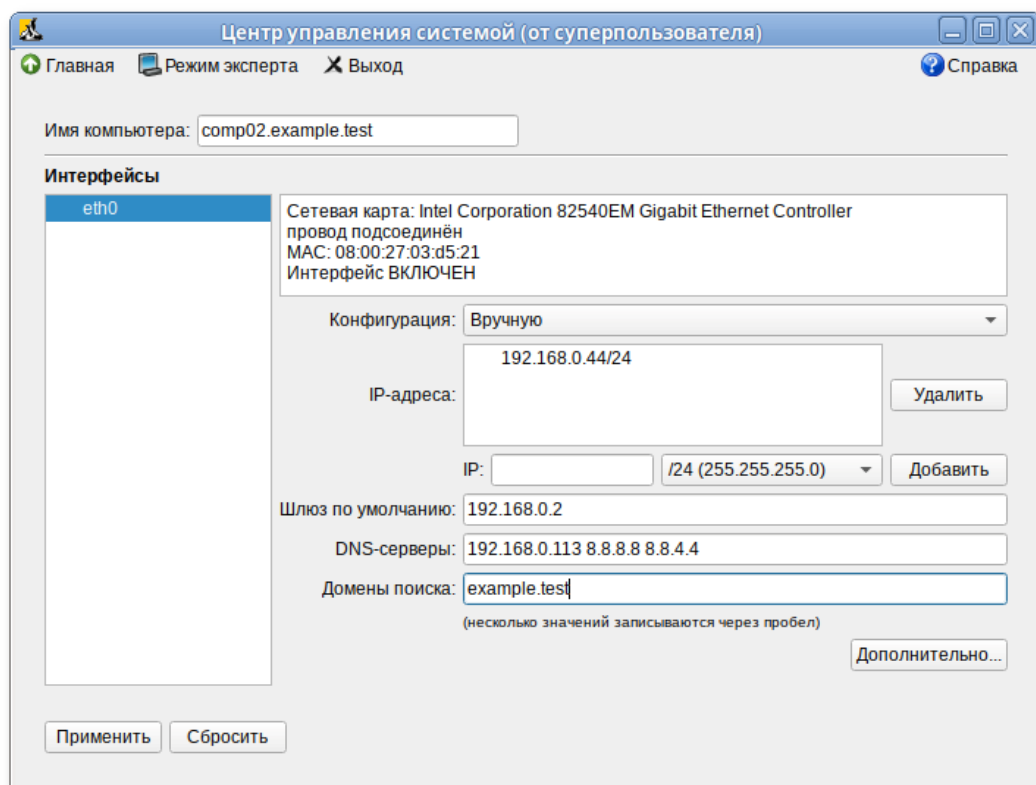 Центр управления системой (от суперпользователя)
Главная Режим эксперта Выход Справка
Имя компьютера: comp02.example.test
Интерфейсы
eth0
Сетевая карта: Intel Corporation 82540EM Gigabit Ethernet Controller
провод подсоединён
MAC: 08:00:27:03:d5:21
Интерфейс ВКЛЮЧЕН
Конфигурация: Вручную
192.168.0.44/24
IP-адреса: Удалить
IP: /24 (255.255.255.0) Добавить
Шлюз по умолчанию: 192.168.0.2
DNS-серверы: 192.168.0.113 8.8.8.8 8.8.4.4
Домены поиска: example.test
(несколько значений записываются через пробел)
Дополнительно...
Применить Сбросить